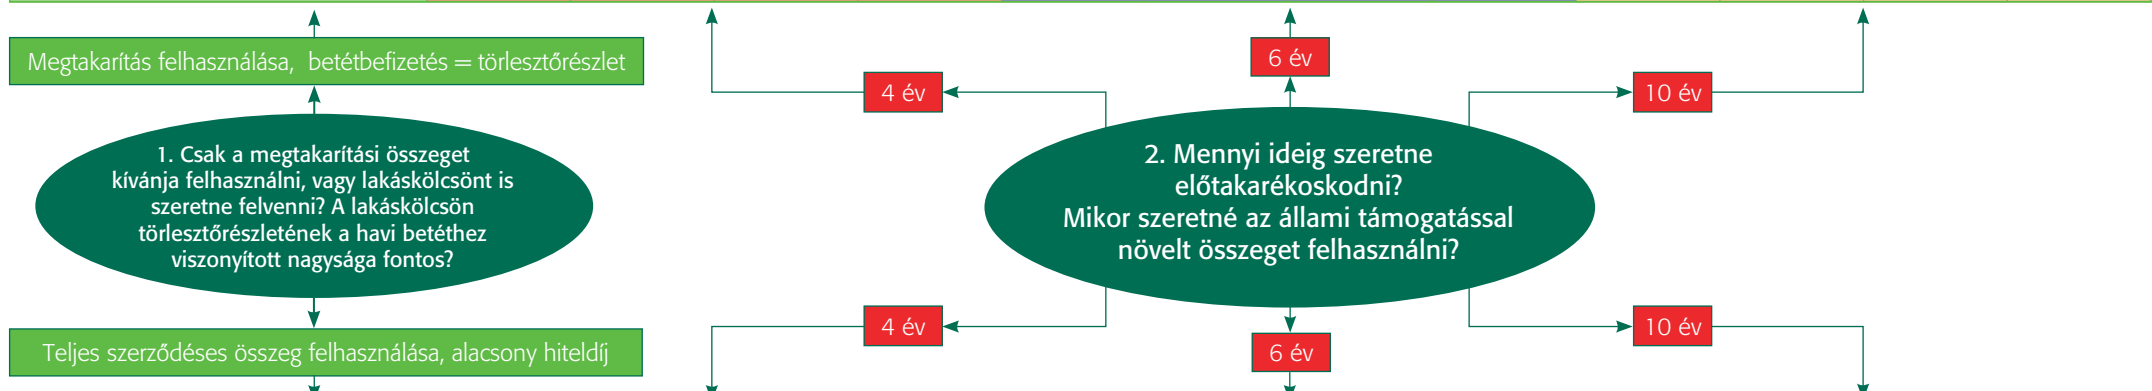 Megtakarítás felhasználása, betétbefizetés = törlesztőrészlet
1. Csak a megtakarítási összeget
kívánja felhasználni, vagy lakáskölcsönt is
szeretne felvenni? A lakáskölcsön
törlesztőrészletének a havi betéthez
viszonyított nagysága fontos?
Teljes szerződéses összeg felhasználása, alacsony hiteldíj
6 év
4 év
10 év
2. Mennyi ideig szeretne
előtakarékoskodni?
Mikor szeretné az állami támogatással
növelt összeget felhasználni?
4 év
10 év
6 év